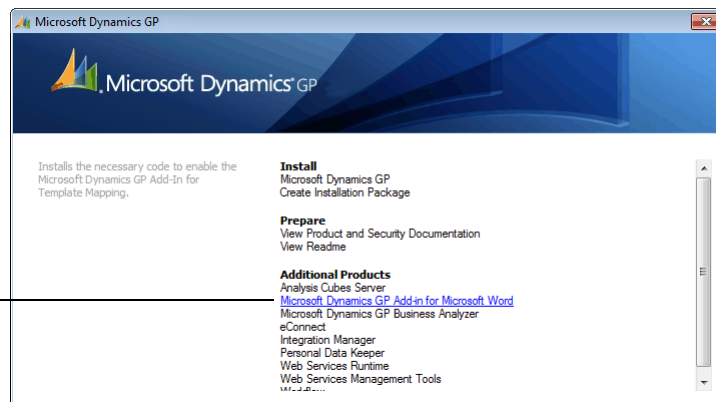 Microsoft Dynamics GP
Microsoft Dynamics® GP
Installs the necessary code to enable the
Microsoft Dynamics GP Add-In for
Template Mapping.
Install
Microsoft Dynamics GP
Create Installation Package
Prepare
View Product and Security Documentation
View Readme
Additional Products
Analysis Cubes Server
Microsoft Dynamics GP Add-in for Microsoft Word
Microsoft Dynamics GP Business Analyzer
eConnect
Integration Manager
Personal Data Keeper
Web Services Runtime
Web Services Management Tools
Workflow